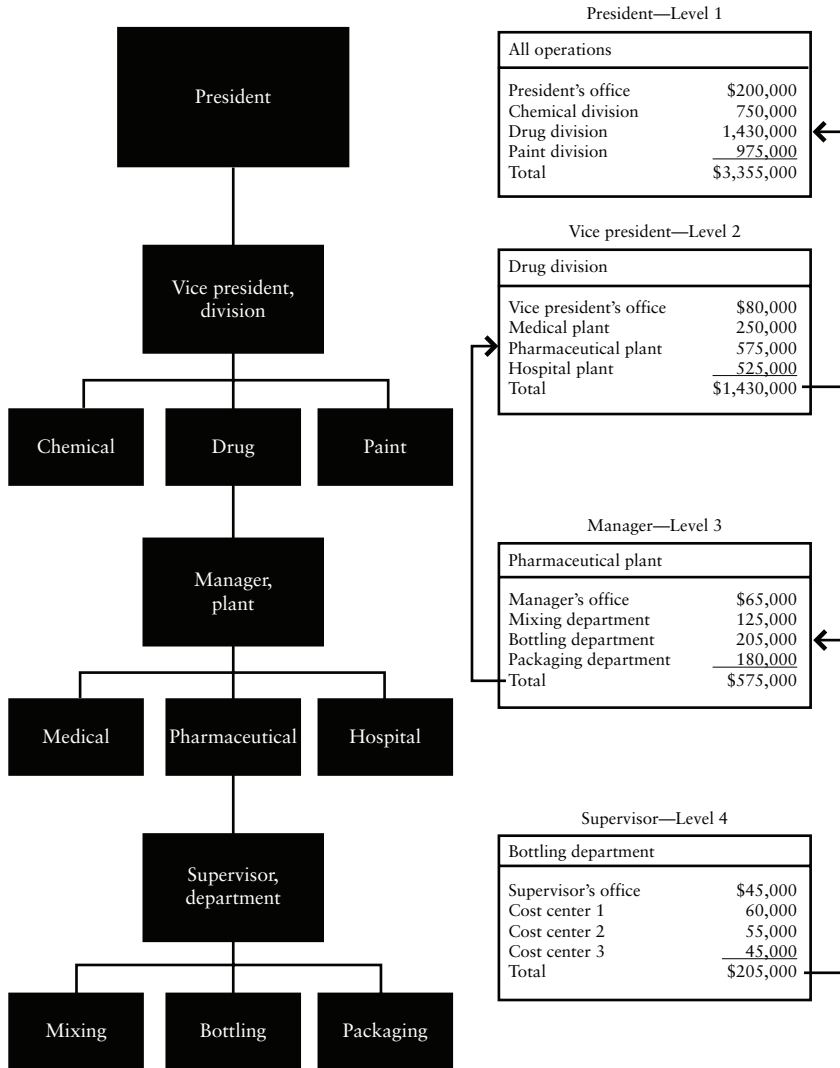 President
Vice president,
division
Chemical
Drug
Paint
Manager,
plant
Medical
Pharmaceutical
Hospital
Supervisor,
department
Mixing
Bottling
Packaging
President—Level 1
All operations
President’s office $200,000
Chemical division 750,000
Drug division 1,430,000
Paint division 975,000
Total $3,355,000
Vice president—Level 2
Drug division
Vice president’s office $80,000
Medical plant 250,000
Pharmaceutical plant 575,000
Hospital plant 525,000
Total $1,430,000
Manager—Level 3
Pharmaceutical plant
Manager’s office $65,000
Mixing department 125,000
Bottling department 205,000
Packaging department 180,000
Total $575,000
Supervisor—Level 4
Bottling department
Supervisor’s office $45,000
Cost center 1 60,000
Cost center 2 55,000
Cost center 3 45,000
Total $205,000